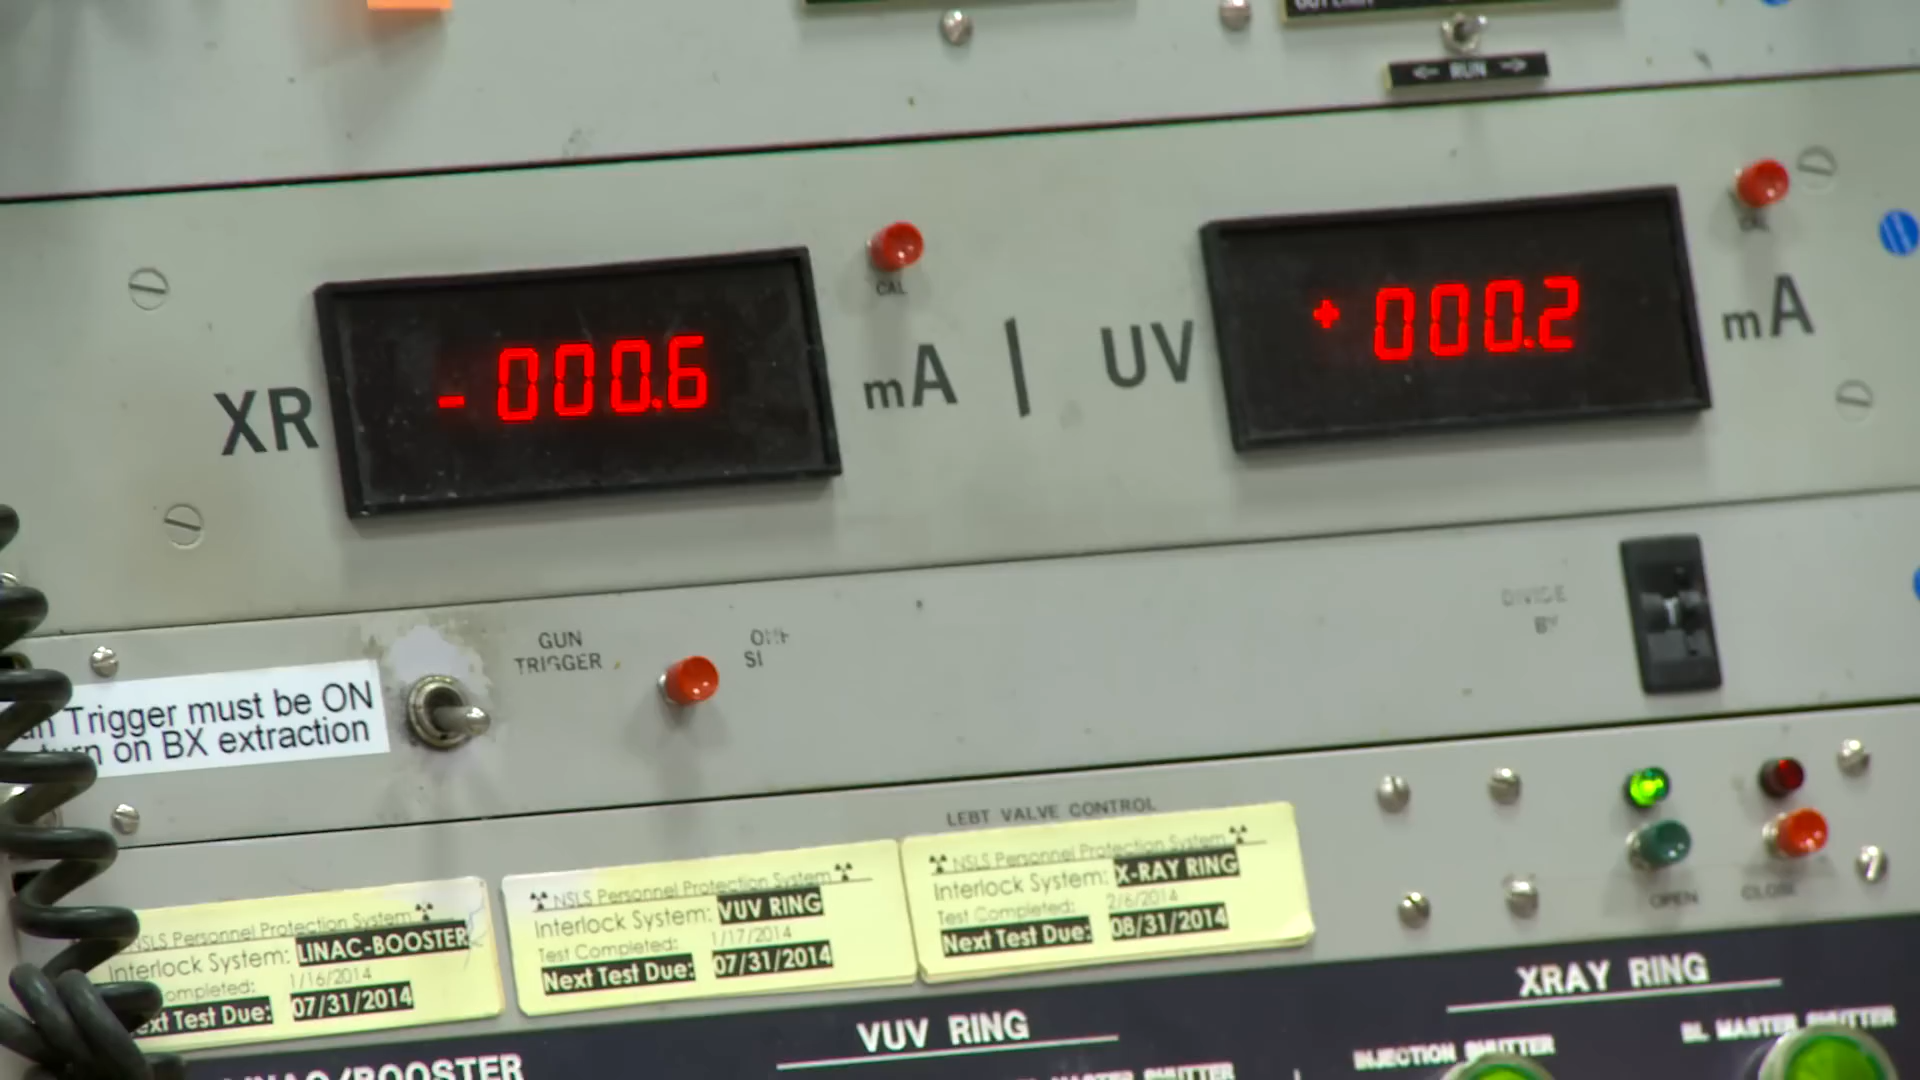 <- RUN ->
CAL
XR
- 000.6
mA
UV
+ 000.2
mA
GUN
TRIGGER
DIVIDE
BY
Trigger must be ON
turn on BX extraction
LEBT VALVE CONTROL
NSLS Personnel Protection System
Interlock System: LINAC-BOOSTER
1/16/2014
Test Due: 07/31/2014
NSLS Personnel Protection System
Interlock System: VUV RING
Test Completed: 1/17/2014
Next Test Due: 07/31/2014
NSLS Personnel Protection System
Interlock System: X-RAY RING
Test Completed: 2/6/2014
Next Test Due: 08/31/2014
OPEN
CLOSE
LINAC/BOOSTER
VUV RING
MASTER SHUTTER
XRAY RING
INJECTION SHUTTER
BL MASTER SHUTTER